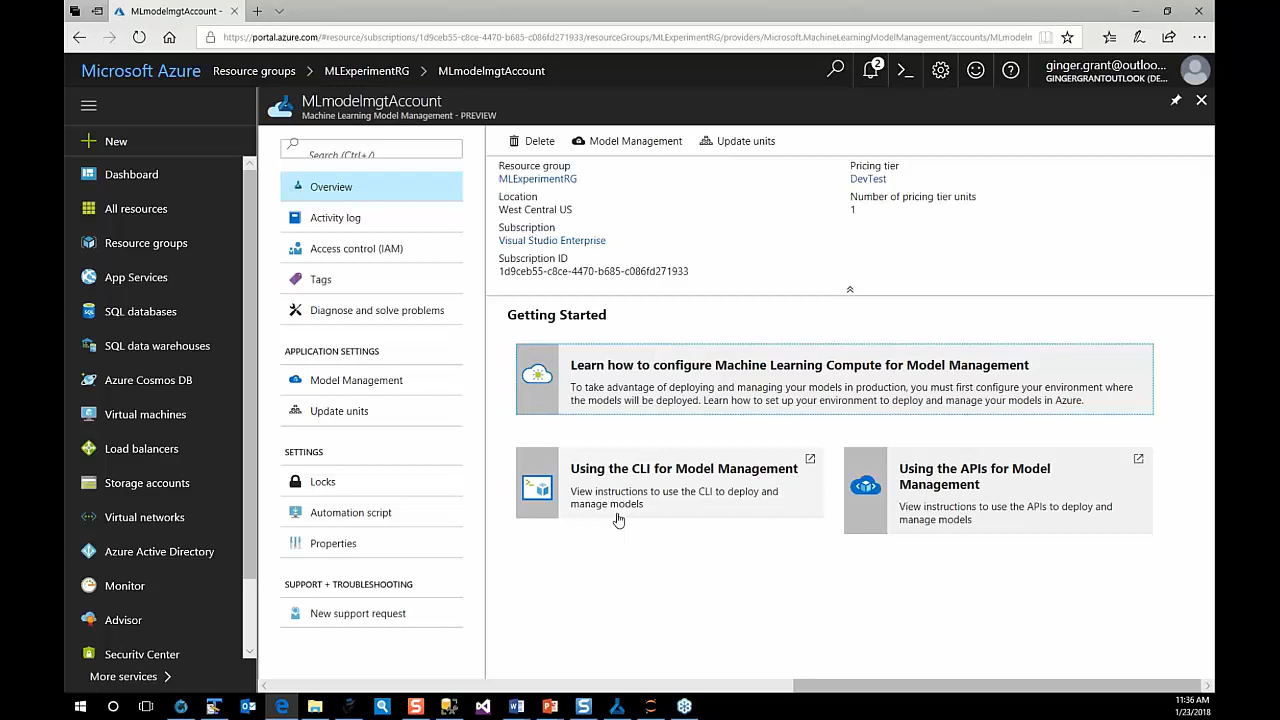 MLmodelmgtAccount -
https://portal.azure.com/#resource/subscriptions/1d9ceb55-c8ce-4470-b685-c086fd271933/resourceGroups/MLExperimentRG/providers/Microsoft.MachineLearningModelManagement/accounts/MLmodelm
Microsoft Azure Resource groups > MLExperimentRG > MLmodelmgtAccount
2
ginger.grant@outloo...
GINGERGRANTOUTLOOK (DE...
MLmodelmgtAccount
Machine Learning Model Management - PREVIEW
New
Dashboard
All resources
Resource groups
App Services
SQL databases
SQL data warehouses
Azure Cosmos DB
Virtual machines
Load balancers
Storage accounts
Virtual networks
Azure Active Directory
Monitor
Advisor
Security Center
More services >
Search (Ctrl+/)
Overview
Activity log
Access control (IAM)
Tags
Diagnose and solve problems
APPLICATION SETTINGS
Model Management
Update units
SETTINGS
Locks
Automation script
Properties
SUPPORT + TROUBLESHOOTING
New support request
Delete Model Management Update units
Resource group
MLExperimentRG
Location
West Central US
Subscription
Visual Studio Enterprise
Subscription ID
1d9ceb55-c8ce-4470-b685-c086fd271933
Pricing tier
DevTest
Number of pricing tier units
1
Getting Started
Learn how to configure Machine Learning Compute for Model Management
To take advantage of deploying and managing your models in production, you must first configure your environment where
the models will be deployed. Learn how to set up your environment to deploy and manage your models in Azure.
Using the CLI for Model Management
View instructions to use the CLI to deploy and
manage models
Using the APIs for Model
Management
View instructions to use the APIs to deploy and
manage models
11:36 AM
1/23/2018